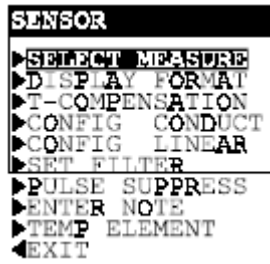 SENSOR
SELECT MEASURE
DISPLAY FORMAT
T-COMPENSATION
CONFIG CONDUCT
CONFIG LINEAR
SET FILTER
PULSE SUPPRESS
ENTER NOTE
TEMP ELEMENT
EXIT